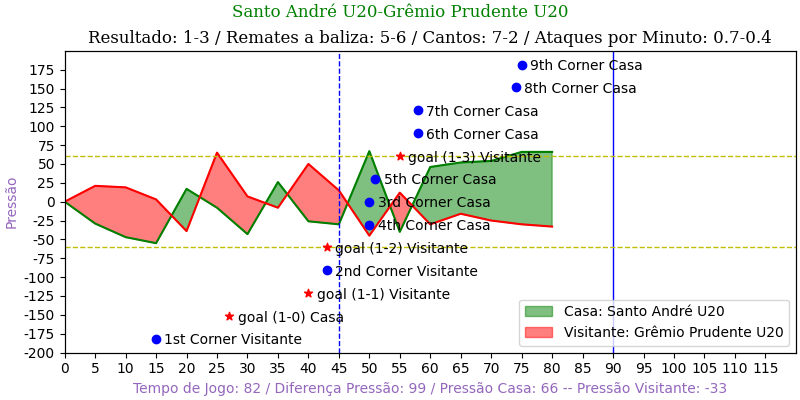 Santo André U20-Grêmio Prudente U20
Resultado: 1-3 / Remates a baliza: 5-6 / Cantos: 7-2 / Ataques por Minuto: 0.7-0.4
Pressão
175
150
125
100
75
50
25
0
-25
-50
-75
-100
-125
-150
-175
-200
9th Corner Casa
8th Corner Casa
7th Corner Casa
6th Corner Casa
goal (1-3) Visitante
5th Corner Casa
3rd Corner Casa
4th Corner Casa
goal (1-2) Visitante
2nd Corner Visitante
goal (1-1) Visitante
goal (1-0) Casa
1st Corner Visitante
Casa: Santo André U20
Visitante: Grêmio Prudente U20
0 5 10 15 20 25 30 35 40 45 50 55 60 65 70 75 80 85 90 95 100 105 110 115
Tempo de Jogo: 82 / Diferença Pressão: 99 / Pressão Casa: 66 -- Pressão Visitante: -33